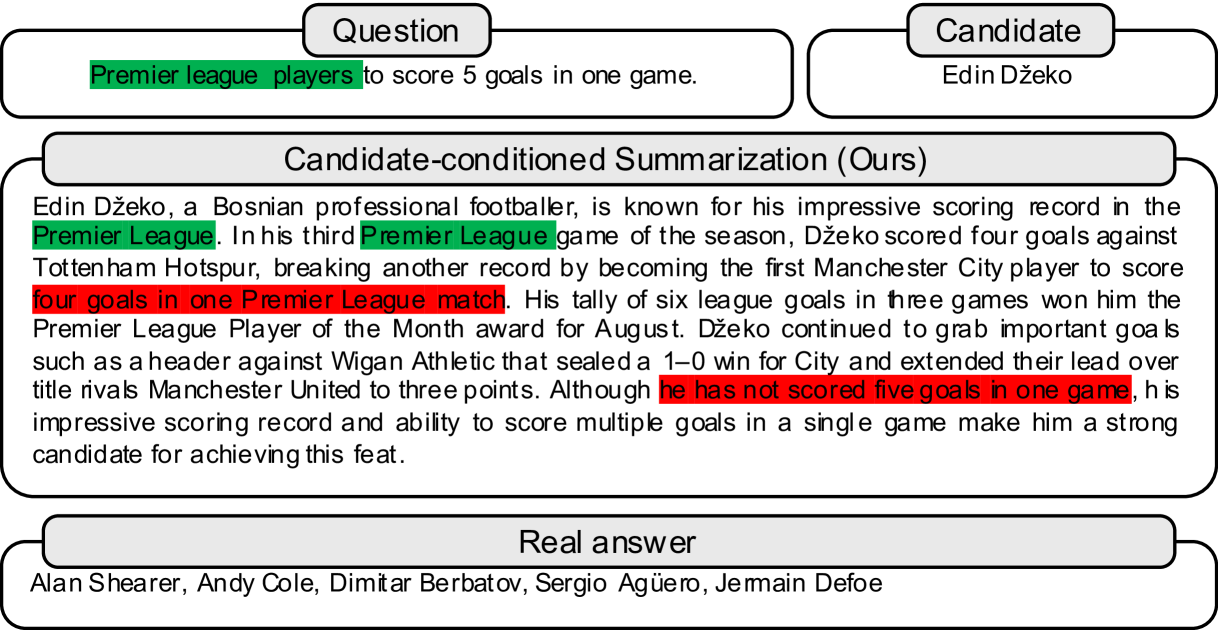 Question
Candidate
Premier league players to score 5 goals in one game.
Edin Džeko
Candidate-conditioned Summarization (Ours)
Edin Džeko, a Bosnian professional footballer, is known for his impressive scoring record in the
Premier League. In his third Premier League game of the season, Džeko scored four goals against
Tottenham Hotspur, breaking another record by becoming the first Manchester City player to score
four goals in one Premier League match. His tally of six league goals in three games won him the
Premier League Player of the Month award for August. Džeko continued to grab important goals
such as a header against Wigan Athletic that sealed a 1–0 win for City and extended their lead over
title rivals Manchester United to three points. Although he has not scored five goals in one game, his
impressive scoring record and ability to score multiple goals in a single game make him a strong
candidate for achieving this feat.
Real answer
Alan Shearer, Andy Cole, Dimitar Berbatov, Sergio Agüero, Jermain Defoe